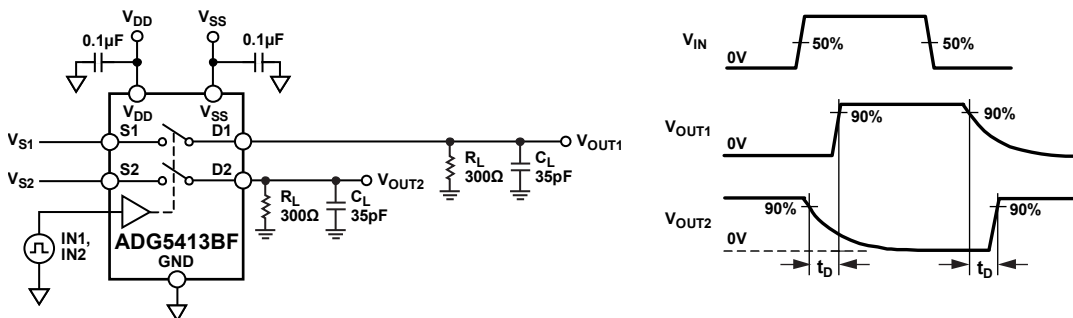 VDD
VSS
0.1µF
0.1µF
VDD
VSS
VS1
S1
D1
VOUT1
RL
300Ω
CL
35pF
VS2
S2
D2
VOUT2
RL
300Ω
CL
35pF
IN1,
IN2
ADG5413BF
GND
VIN
0V
50%
50%
VOUT1
0V
90%
90%
VOUT2
90%
90%
0V
tD
tD